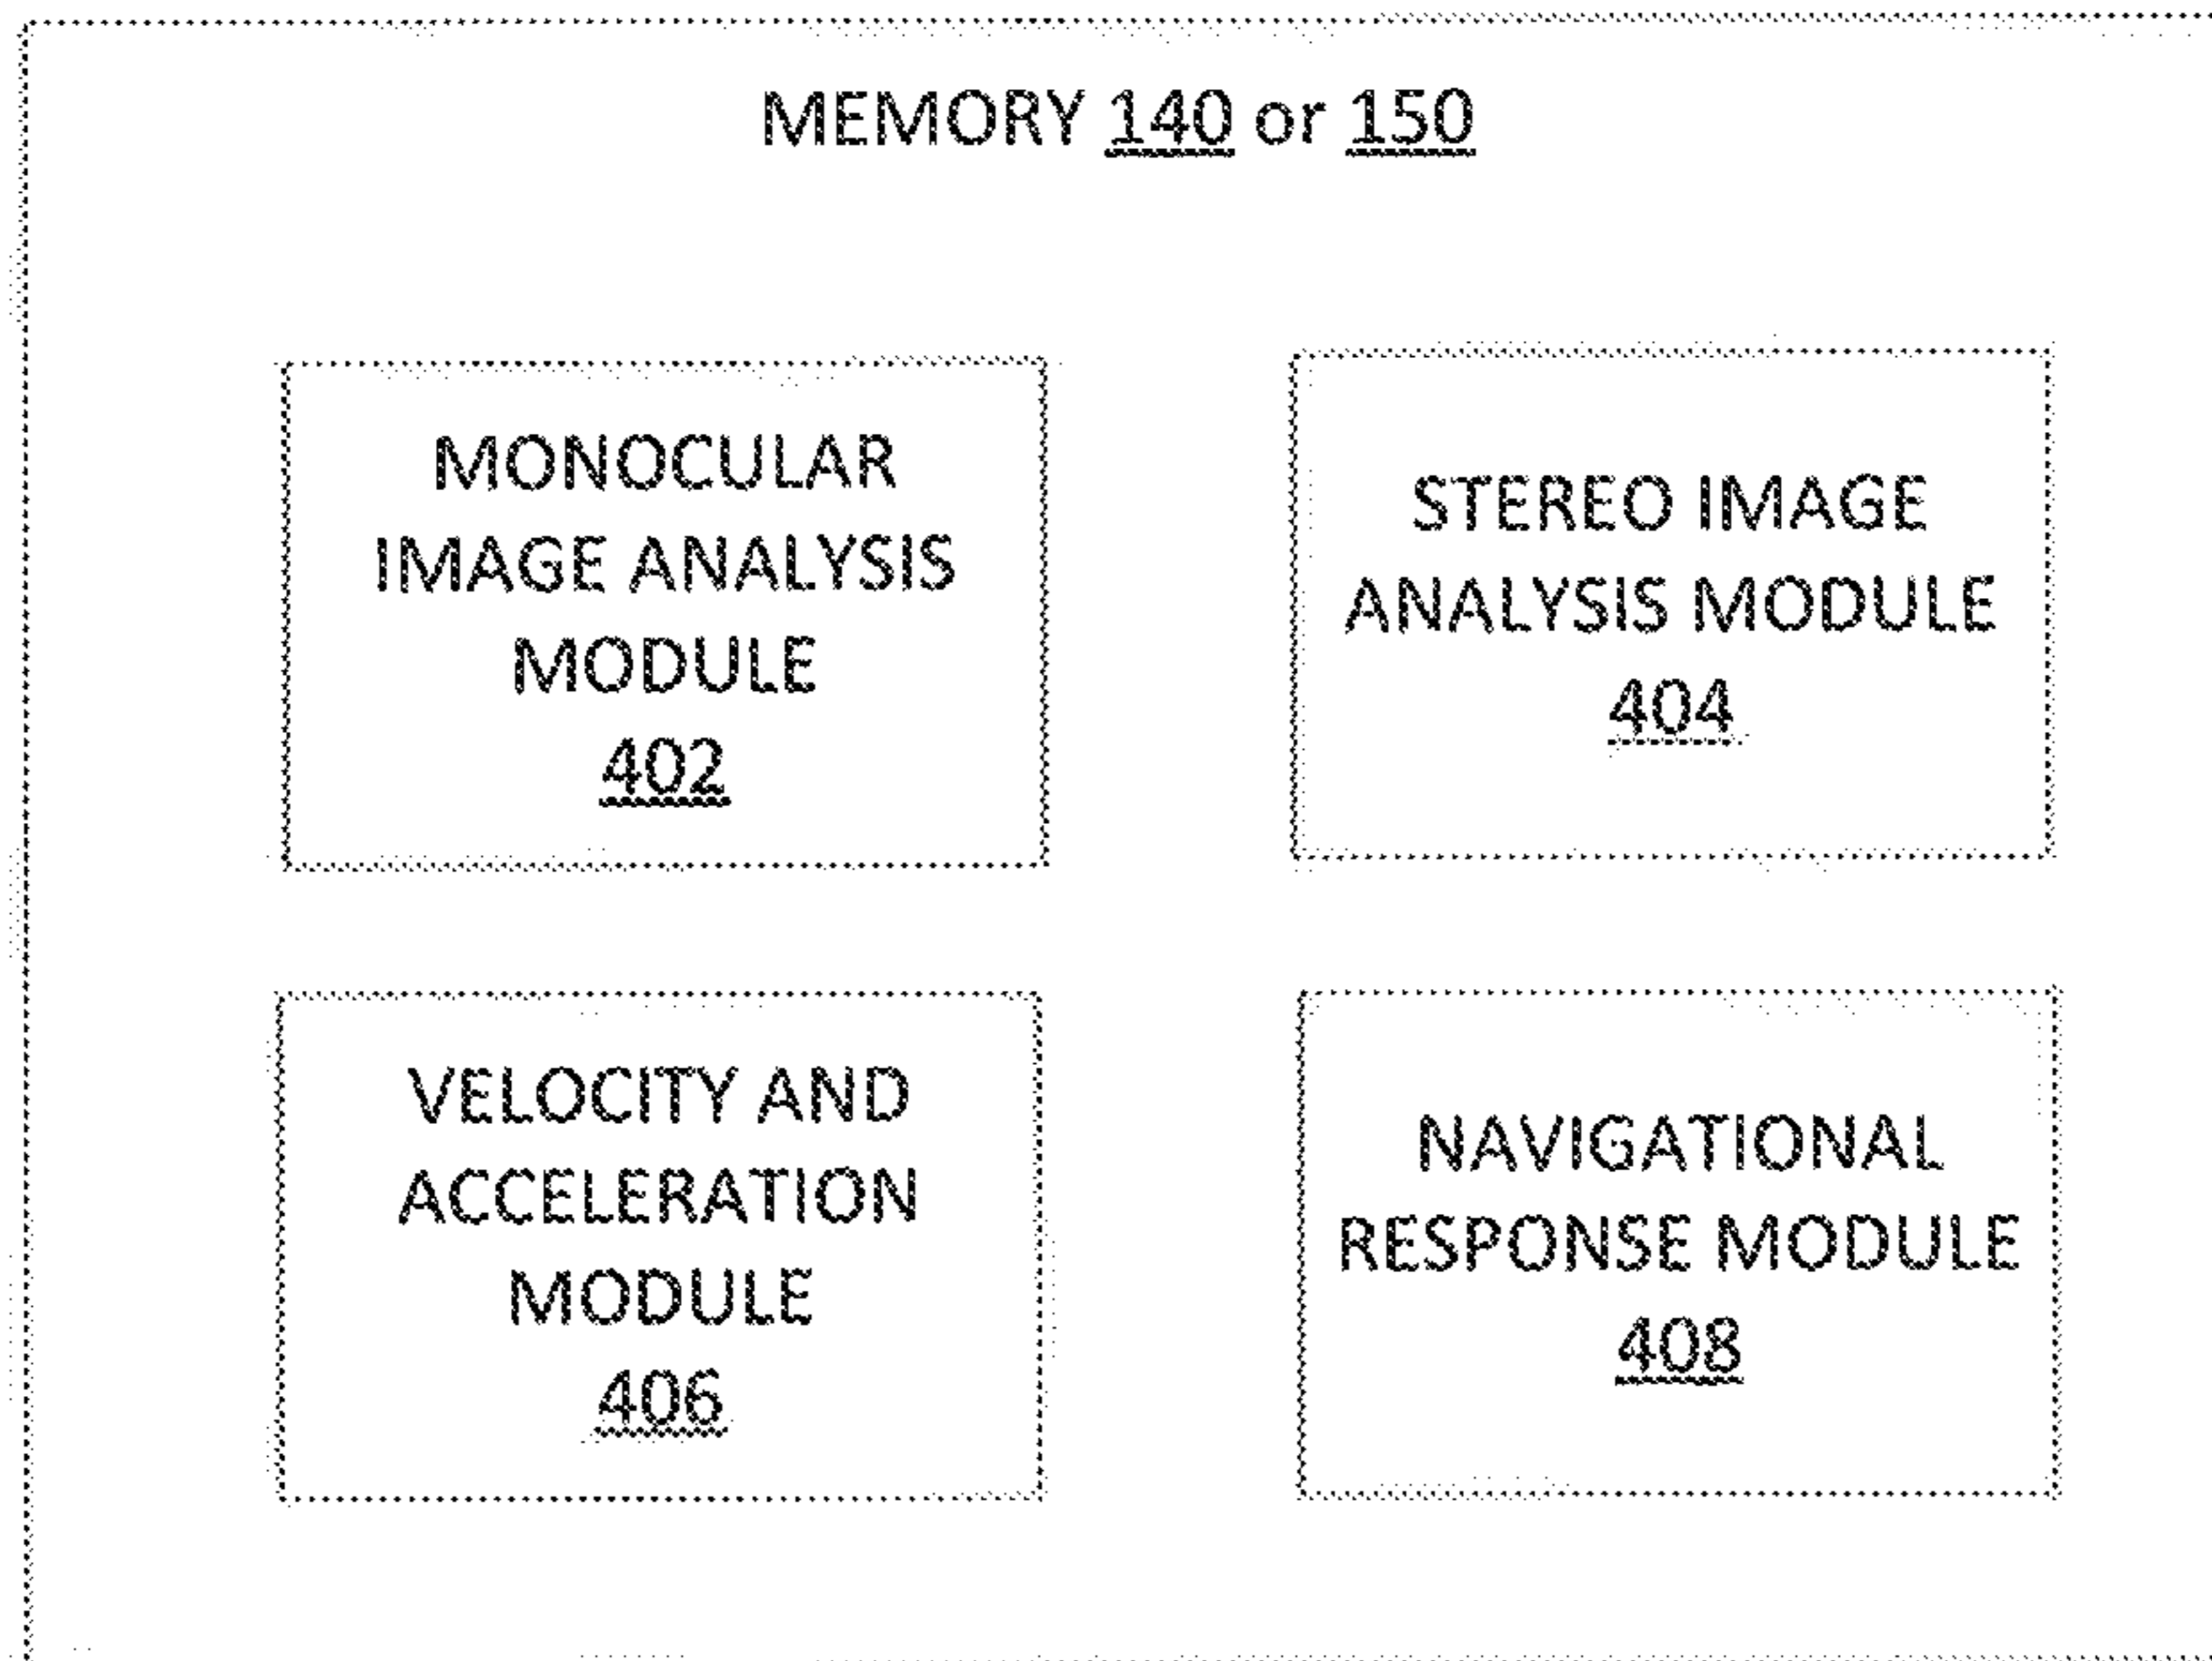 MEMORY 140 or 150
MONOCULAR
IMAGE ANALYSIS
MODULE
402
STEREO IMAGE
ANALYSIS MODULE
404
VELOCITY AND
ACCELERATION
MODULE
406
NAVIGATIONAL
RESPONSE MODULE
408